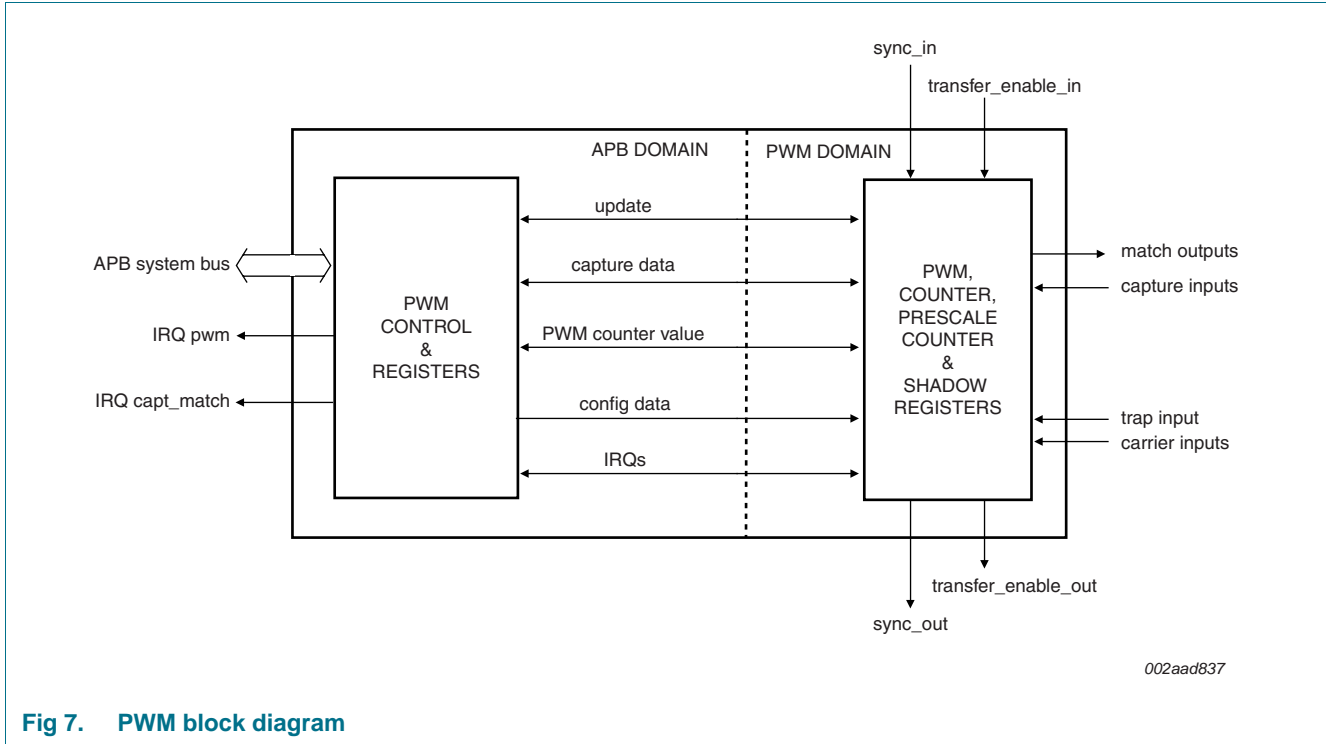 sync_in
transfer_enable_in
APB DOMAIN
PWM DOMAIN
update
capture data
PWM counter value
config data
IRQs
APB system bus
IRQ pwm
IRQ capt_match
PWM
CONTROL
&
REGISTERS
PWM,
COUNTER,
PRESCALE
COUNTER
&
SHADOW
REGISTERS
match outputs
capture inputs
trap input
carrier inputs
transfer_enable_out
sync_out
002aad837
Fig 7. PWM block diagram